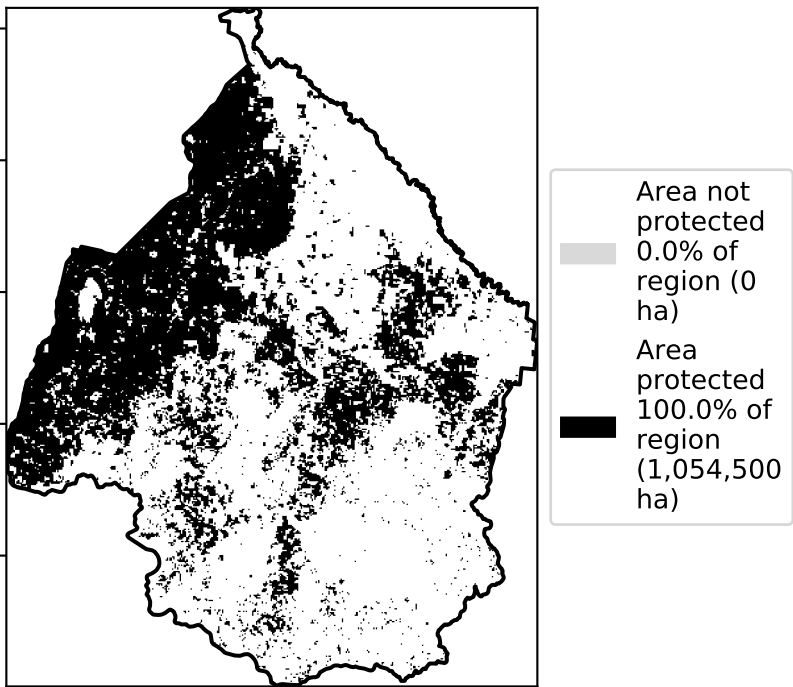 Area not
protected
0.0% of
region (0
ha)
Area
protected
100.0% of
region
(1,054,500
ha)